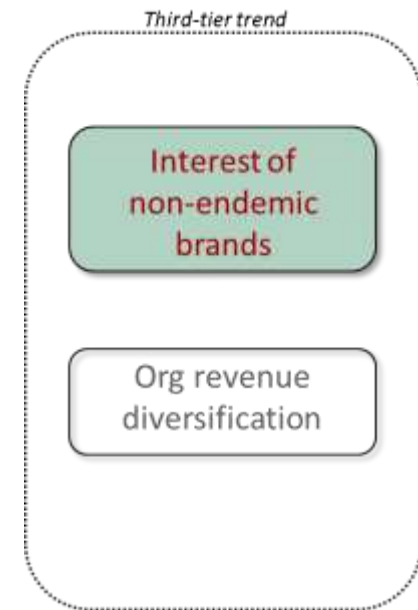 Third-tier trend
Interest of
non-endemic
brands
Org revenue
diversification